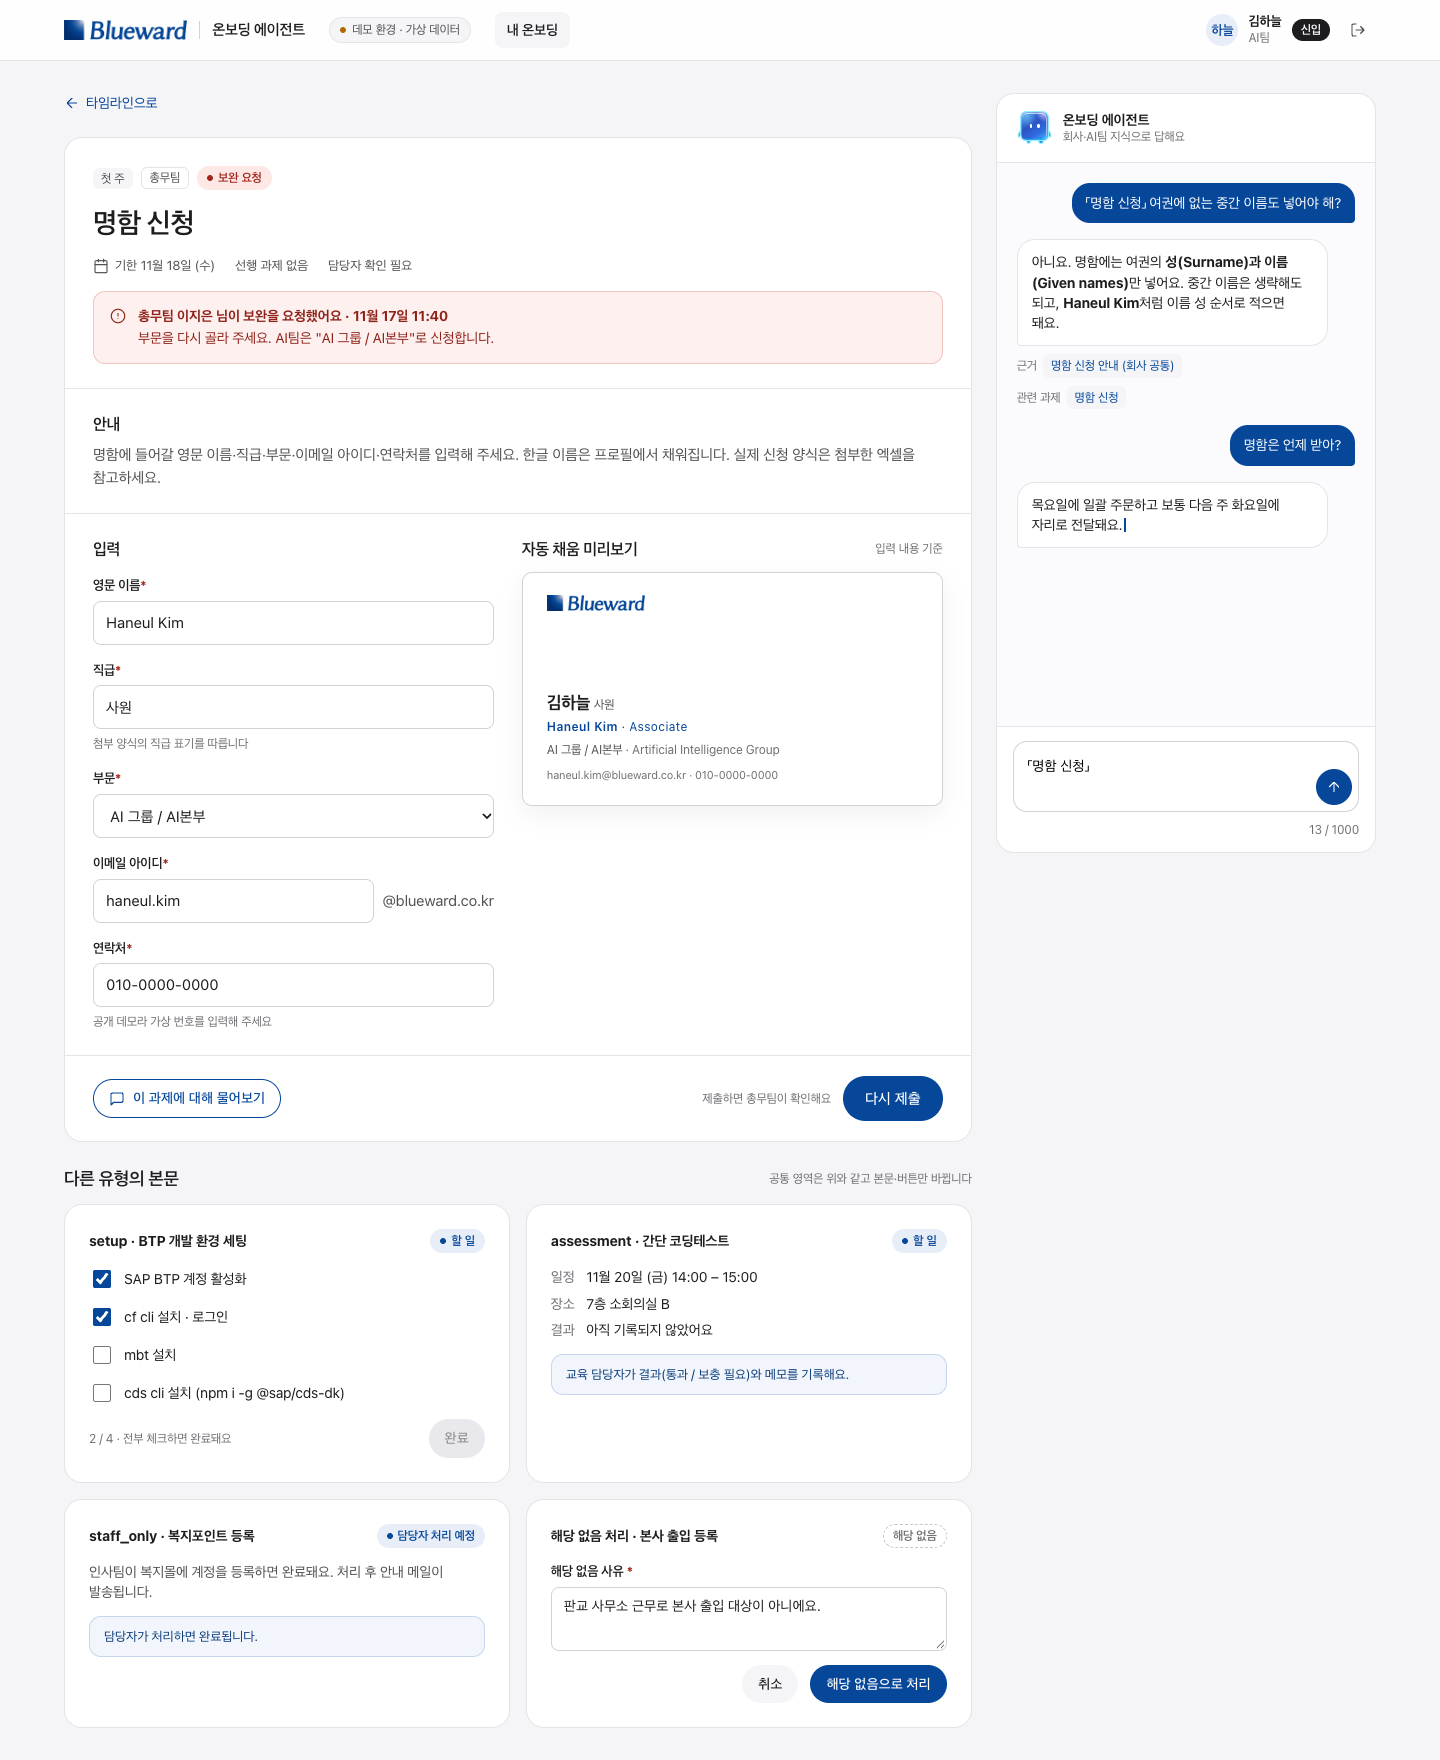 Blueward
온보딩 에이전트
데모 환경 · 가상 데이터
내 온보딩
하늘
김하늘
AI팀
신입
타임라인으로
첫 주
총무팀
보완 요청
명함 신청
기한 11월 18일 (수)
선행 과제 없음
담당자 확인 필요
총무팀 이지은 님이 보완을 요청했어요 · 11월 17일 11:40
부문을 다시 골라 주세요. AI팀은 "AI 그룹 / AI본부"로 신청합니다.
안내
명함에 들어갈 영문 이름·직급·부문·이메일 아이디·연락처를 입력해 주세요. 한글 이름은 프로필에서 채워집니다. 실제 신청 양식은 첨부한 엑셀을
참고하세요.
입력
영문 이름*
Haneul Kim
직급*
사원
첨부 양식의 직급 표기를 따릅니다
부문*
AI 그룹 / AI본부
이메일 아이디*
haneul.kim
@blueward.co.kr
연락처*
010-0000-0000
공개 데모라 가상 번호를 입력해 주세요
자동 채움 미리보기
입력 내용 기준
Blueward
김하늘 사원
Haneul Kim · Associate
AI 그룹 / AI본부 · Artificial Intelligence Group
haneul.kim@blueward.co.kr · 010-0000-0000
이 과제에 대해 물어보기
제출하면 총무팀이 확인해요
다시 제출
다른 유형의 본문
공통 영역은 위와 같고 본문·버튼만 바뀝니다
setup · BTP 개발 환경 세팅
할 일
SAP BTP 계정 활성화
cf cli 설치 · 로그인
mbt 설치
cds cli 설치 (npm i -g @sap/cds-dk)
2 / 4 · 전부 체크하면 완료돼요
완료
assessment · 간단 코딩테스트
할 일
일정 11월 20일 (금) 14:00 – 15:00
장소 7층 소회의실 B
결과 아직 기록되지 않았어요
교육 담당자가 결과(통과 / 보충 필요)와 메모를 기록해요.
staff_only · 복지포인트 등록
담당자 처리 예정
인사팀이 복지몰에 계정을 등록하면 완료돼요. 처리 후 안내 메일이
발송됩니다.
담당자가 처리하면 완료됩니다.
해당 없음 처리 · 본사 출입 등록
해당 없음
해당 없음 사유 *
판교 사무소 근무로 본사 출입 대상이 아니에요.
취소
해당 없음으로 처리
온보딩 에이전트
회사·AI팀 지식으로 답해요
「명함 신청」 여권에 없는 중간 이름도 넣어야 해?
아니요. 명함에는 여권의 성(Surname)과 이름
(Given names)만 넣어요. 중간 이름은 생략해도
되고, Haneul Kim처럼 이름 성 순서로 적으면
돼요.
근거 명함 신청 안내 (회사 공통)
관련 과제 명함 신청
명함은 언제 받아?
목요일에 일괄 주문하고 보통 다음 주 화요일에
자리로 전달돼요.
「명함 신청」
13 / 1000